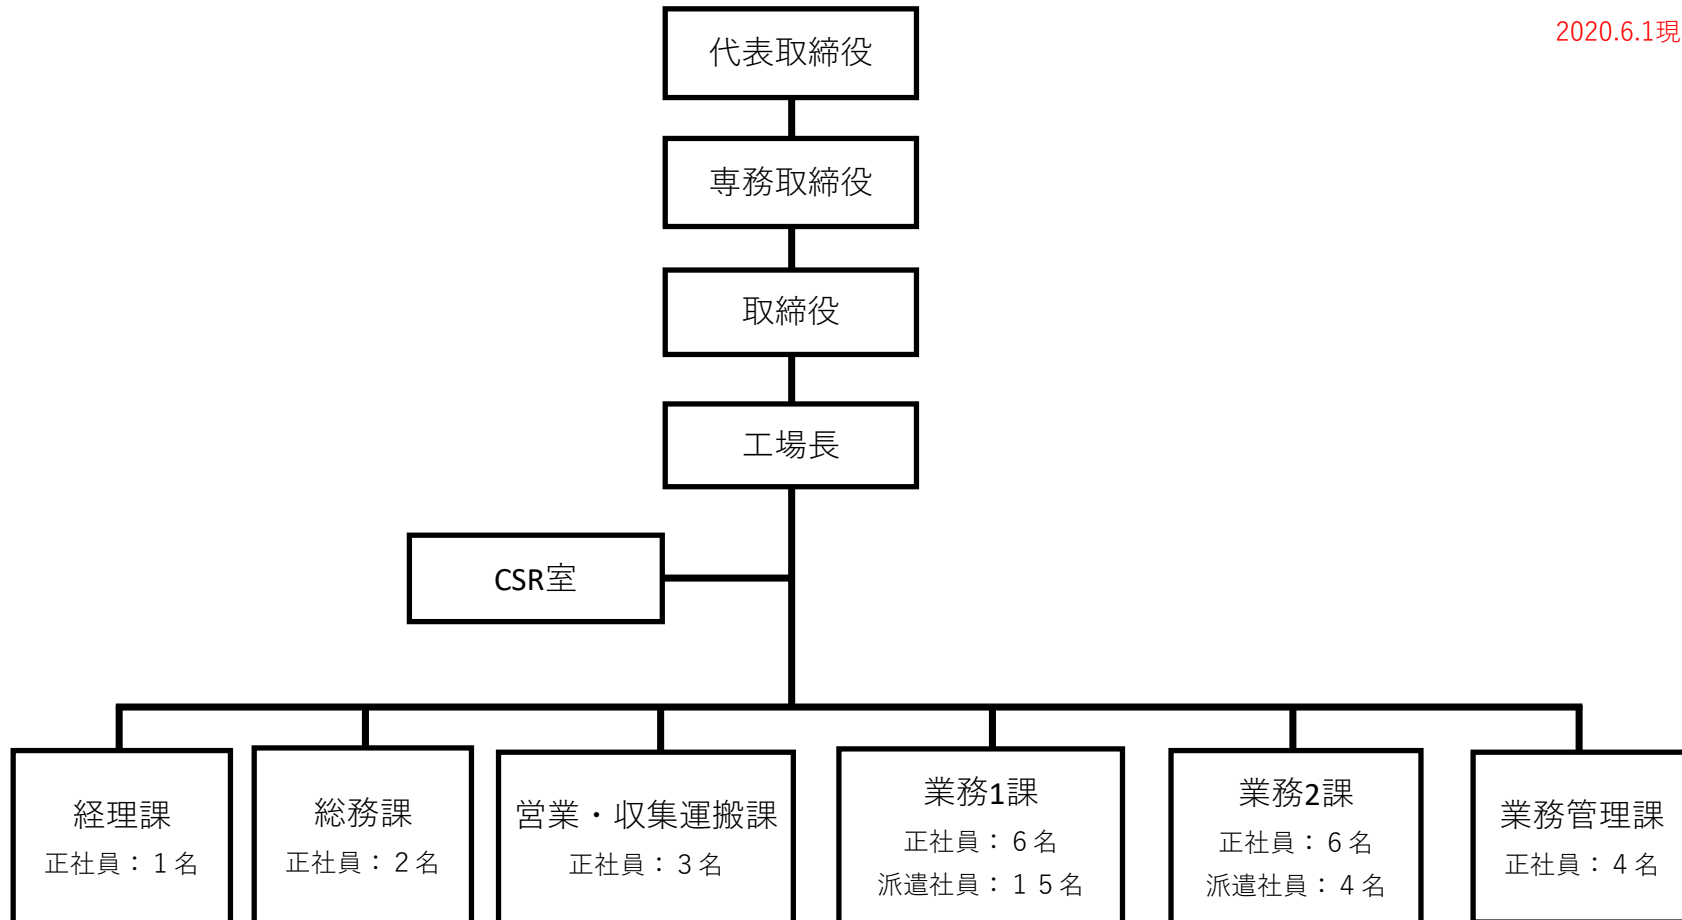 2020.6.1現
代表取締役
専務取締役
取締役
工場長
CSR室
経理課
正社員：１名
総務課
正社員：２名
営業・収集運搬課
正社員：３名
業務1課
正社員：６名
派遣社員：１５名
業務2課
正社員：６名
派遣社員：４名
業務管理課
正社員：４名